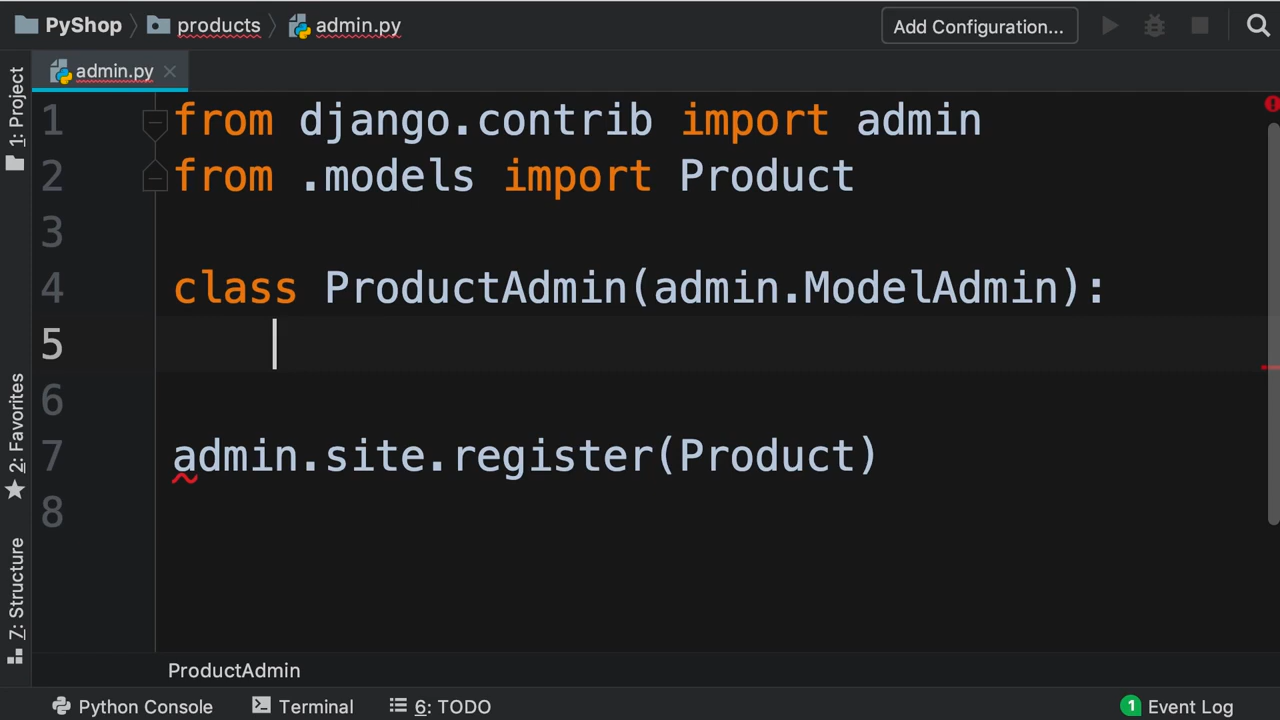 PyShop products admin.py Add Configuration...
admin.py
1: Project
2: Favorites
7: Structure
1 from django.contrib import admin
2 from .models import Product
3
4 class ProductAdmin(admin.ModelAdmin):
5
6
7 admin.site.register(Product)
8
ProductAdmin
Python Console Terminal 6: TODO 1 Event Log